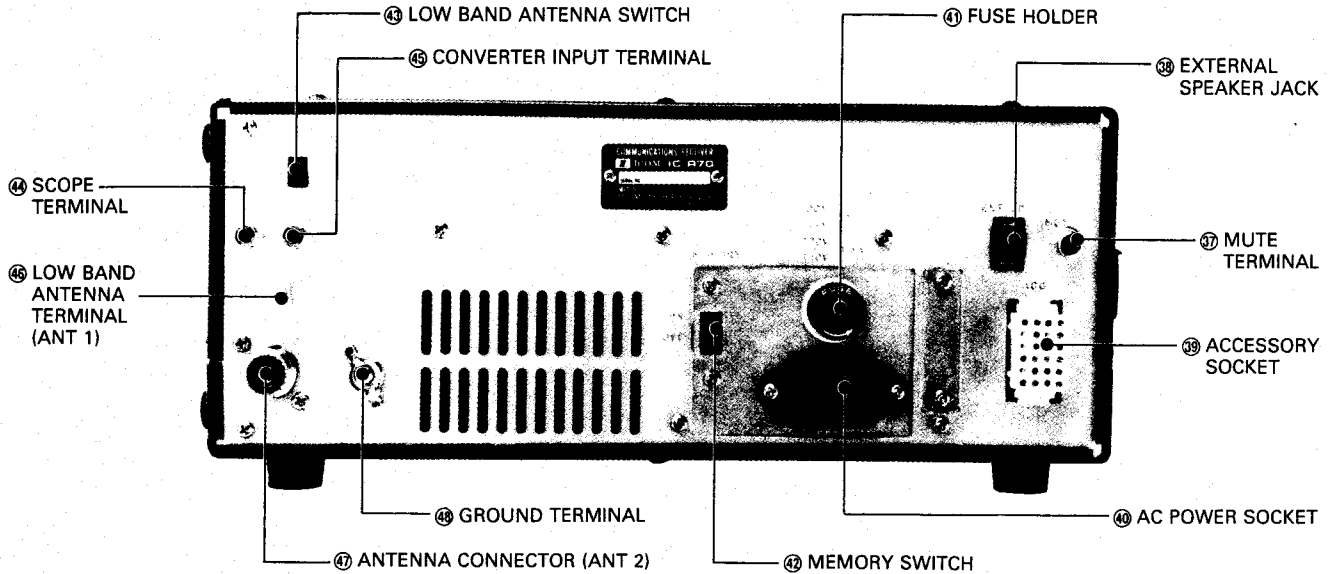 ㊸ LOW BAND ANTENNA SWITCH
㊶ FUSE HOLDER
㊺ CONVERTER INPUT TERMINAL
㊳ EXTERNAL
SPEAKER JACK
COMMUNICATIONS RECEIVER
IC R70
㊹ SCOPE
TERMINAL
㊲ MUTE
TERMINAL
㊻ LOW BAND
ANTENNA
TERMINAL
(ANT 1)
㊴ ACCESSORY
SOCKET
㊽ GROUND TERMINAL
㊵ AC POWER SOCKET
㊼ ANTENNA CONNECTOR (ANT 2)
㊷ MEMORY SWITCH